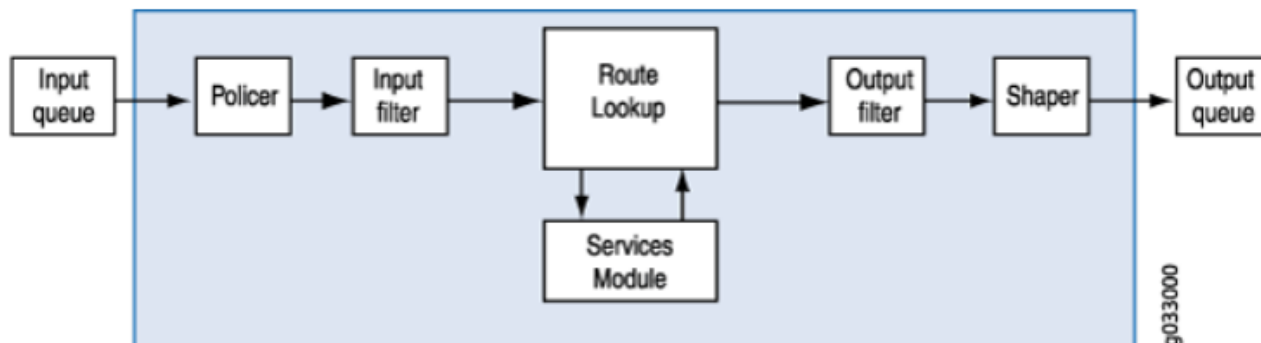 Input
queue
Policer
Input
filter
Route
Lookup
Output
filter
Shaper
Output
queue
Services
Module
g033000